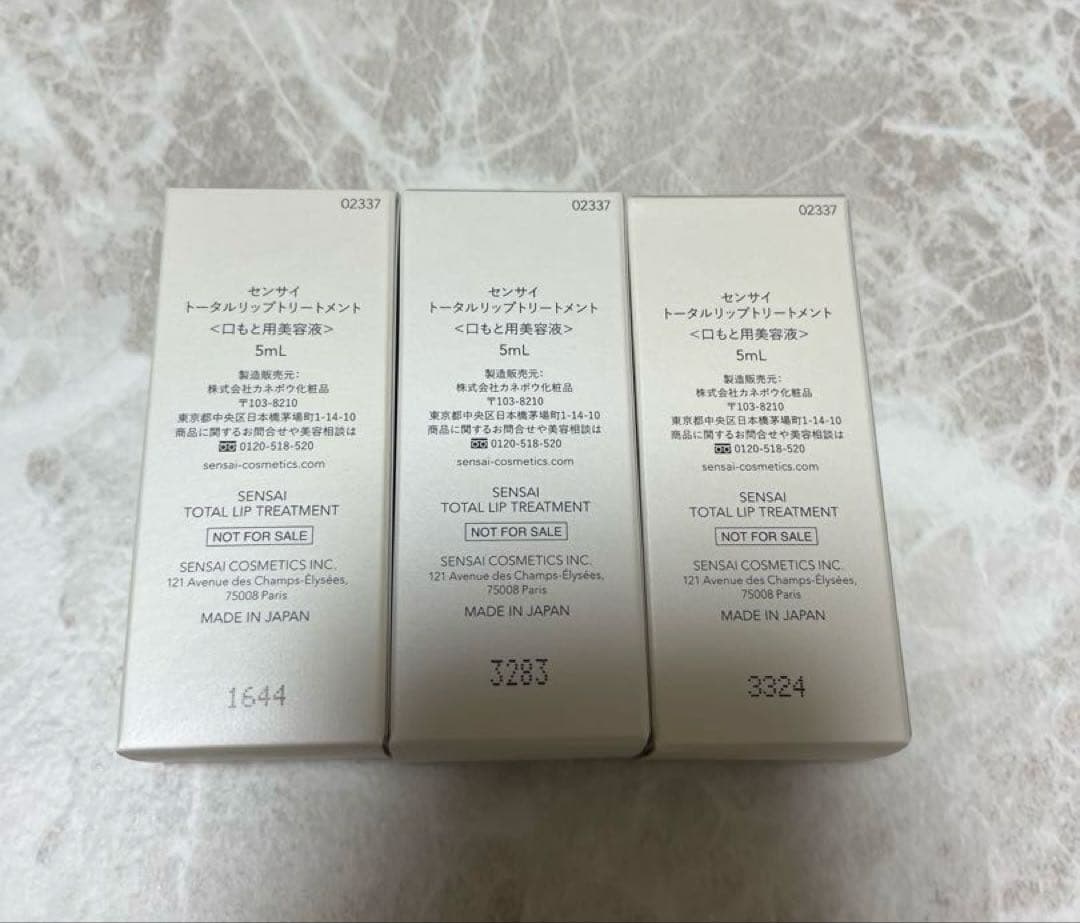 02337
センサイ
トータルリップトリートメント
<口もと用美容液>
5mL
製造販売元:
株式会社カネボウ化粧品
〒103-8210
東京都中央区日本橋茅場町1-14-10
商品に関するお問合せや美容相談は
0120-518-520
sensai-cosmetics.com
SENSAI
TOTAL LIP TREATMENT
NOT FOR SALE
SENSAI COSMETICS INC.
121 Avenue des Champs-Élysées,
75008 Paris
MADE IN JAPAN
1644
02337
センサイ
トータルリップトリートメント
<口もと用美容液>
5mL
製造販売元:
株式会社カネボウ化粧品
〒103-8210
東京都中央区日本橋茅場町1-14-10
商品に関するお問合せや美容相談は
0120-518-520
sensai-cosmetics.com
SENSAI
TOTAL LIP TREATMENT
NOT FOR SALE
SENSAI COSMETICS INC.
121 Avenue des Champs-Élysées,
75008 Paris
MADE IN JAPAN
3283
02337
センサイ
トータルリップトリートメント
<口もと用美容液>
5mL
製造販売元:
株式会社カネボウ化粧品
〒103-8210
東京都中央区日本橋茅場町1-14-10
商品に関するお問合せや美容相談は
0120-518-520
sensai-cosmetics.com
SENSAI
TOTAL LIP TREATMENT
NOT FOR SALE
SENSAI COSMETICS INC.
121 Avenue des Champs-Élysées,
75008 Paris
MADE IN JAPAN
3324